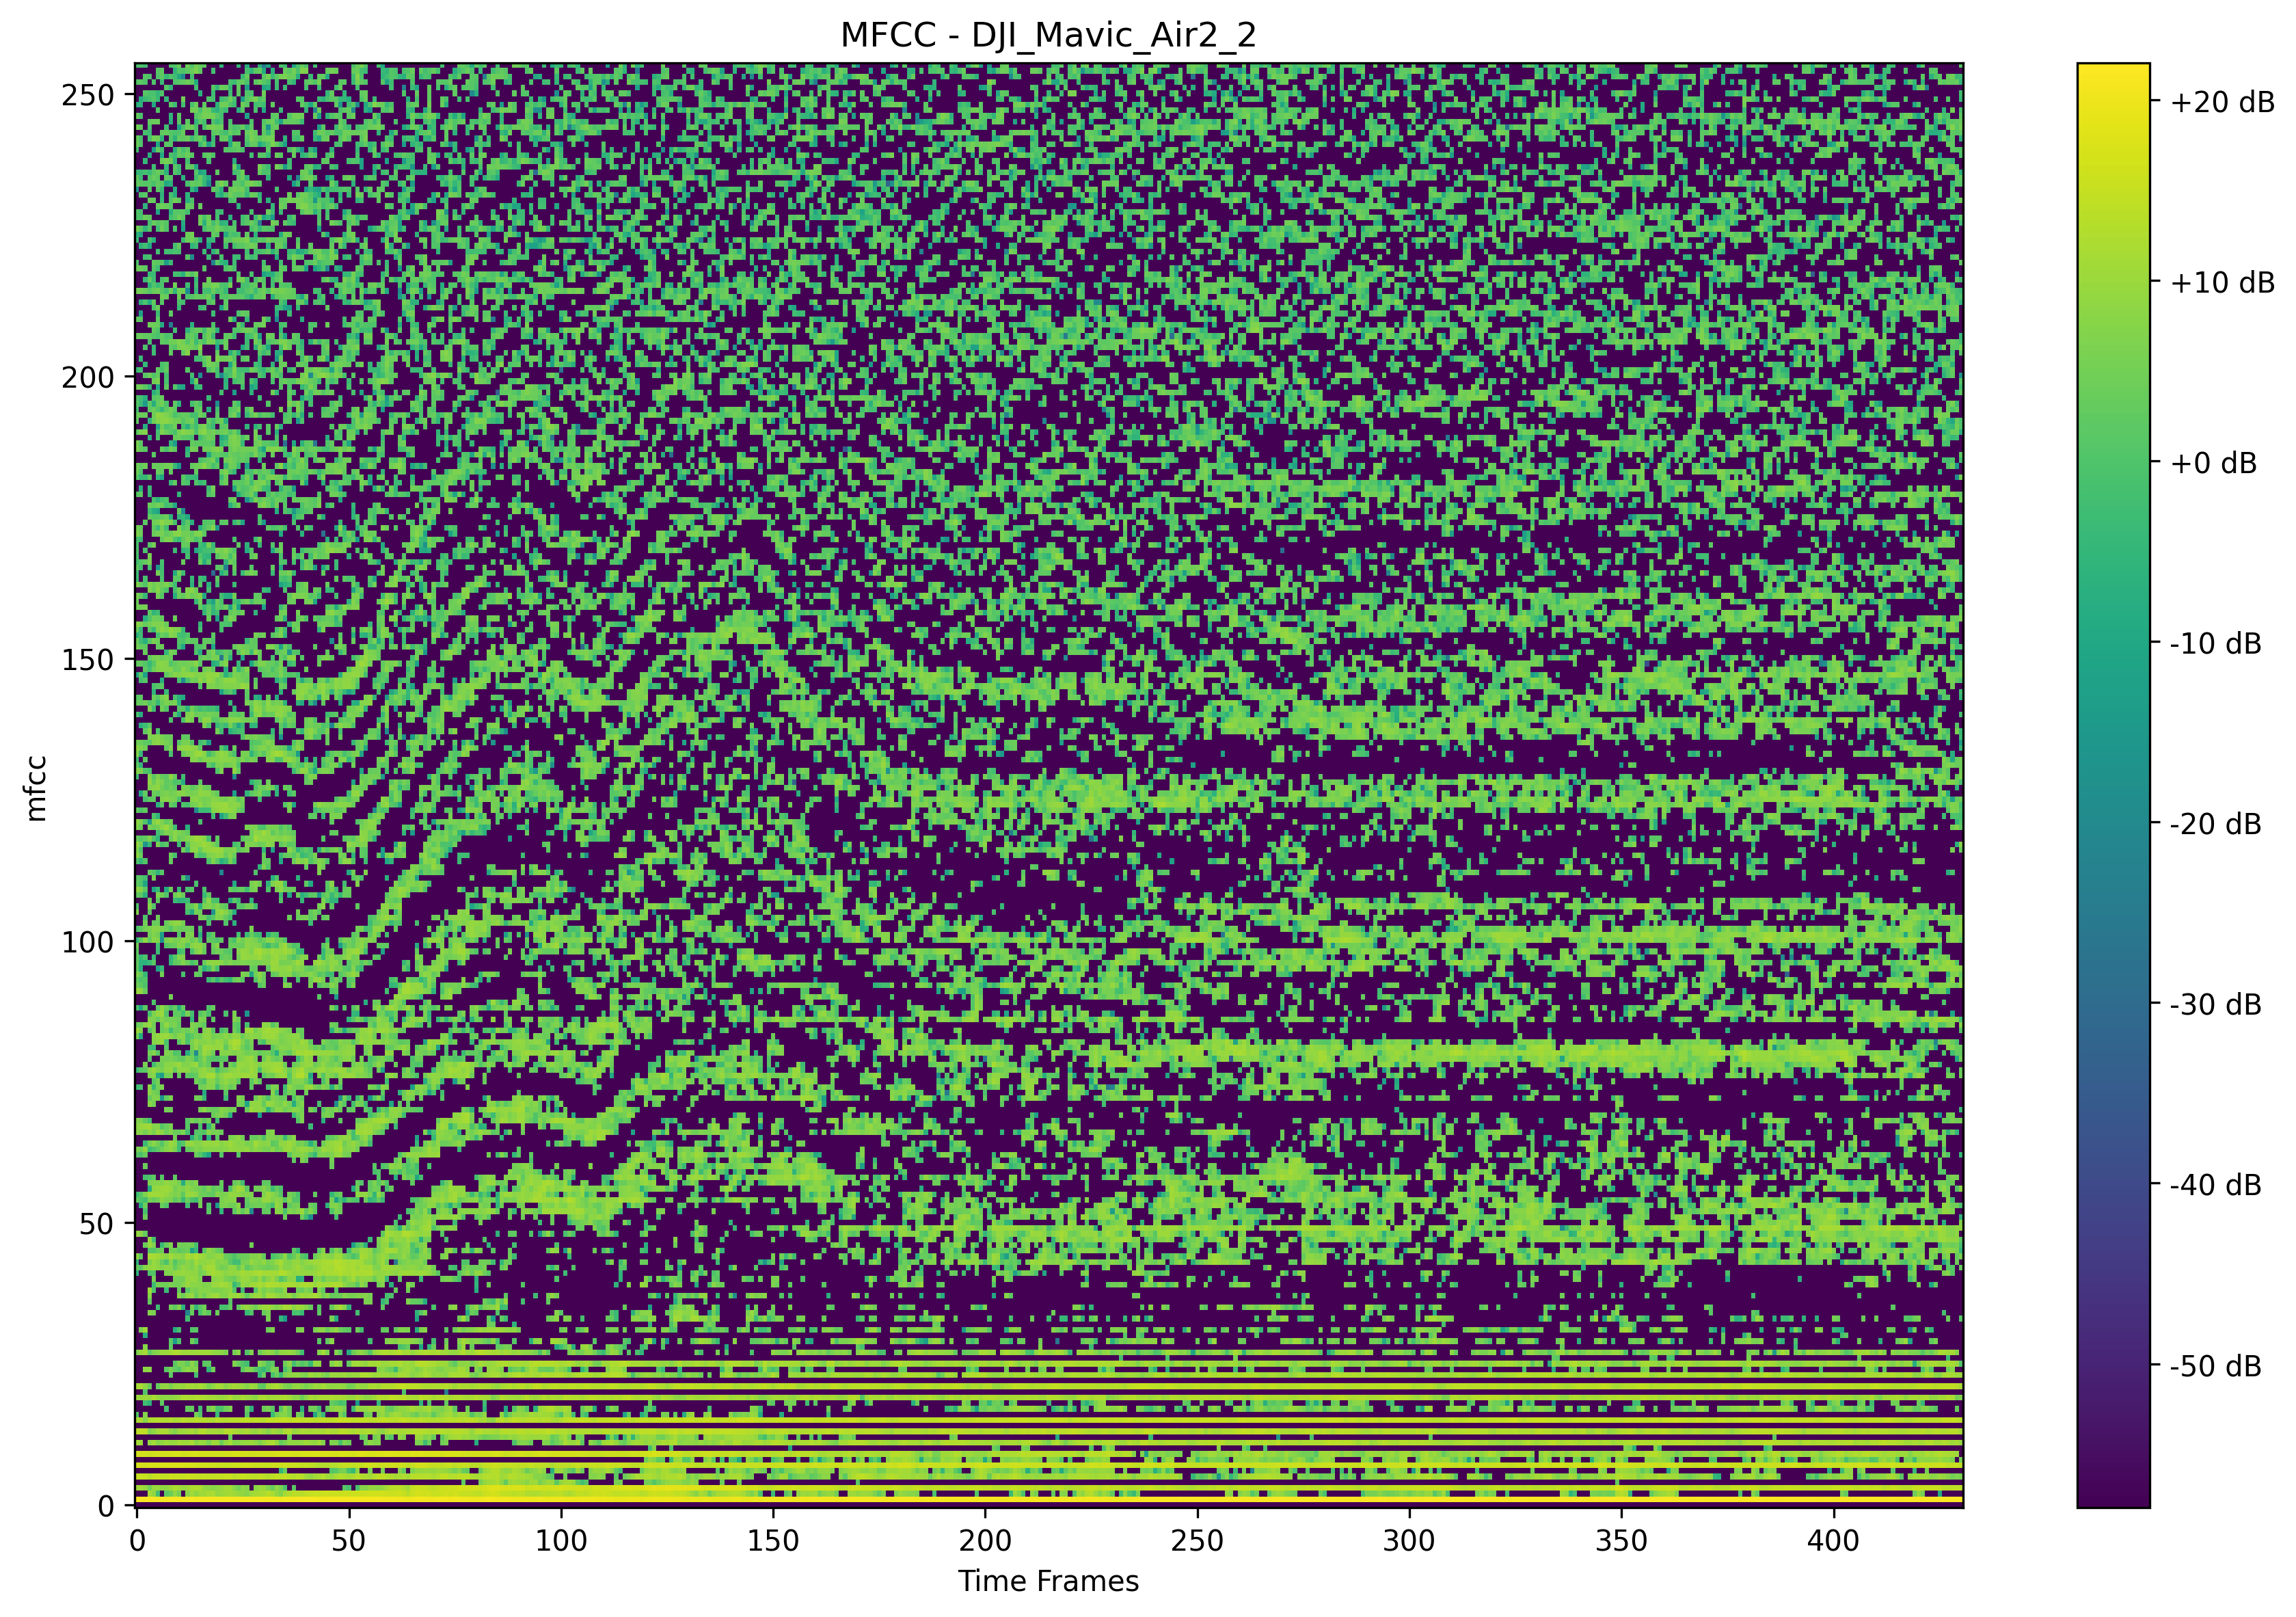 MFCC - DJI_Mavic_Air2_2
250
200
150
100
50
0
mfcc
0 50 100 150 200 250 300 350 400
Time Frames
+20 dB
+10 dB
+0 dB
-10 dB
-20 dB
-30 dB
-40 dB
-50 dB